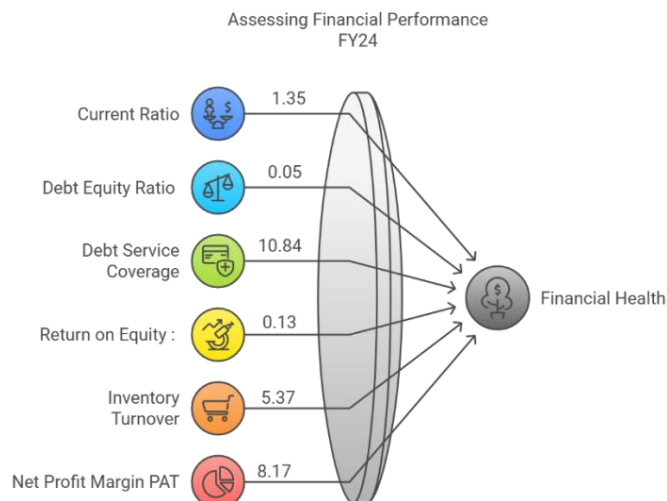 Assessing Financial Performance
FY24
Current Ratio 1.35
Debt Equity Ratio 0.05
Debt Service
Coverage 10.84
Return on Equity : 0.13
Inventory
Turnover 5.37
Net Profit Margin PAT 8.17
Financial Health